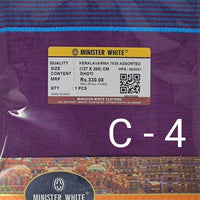 MINISTER WHITE
QUALITY : KERALAVARMA 7039 ASSORTED
SIZE : (127 X 200) CM
CONTENT : DHOTI
MRP : Rs.330.00
QTY : 1 PCS
MINISTER WHITE CLOTHING
C - 4
MINISTER WHITE